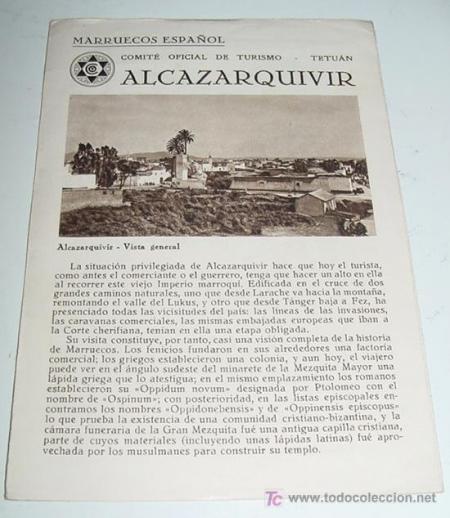 MARRUECOS ESPAÑOL
COMITÉ OFICIAL DE TURISMO - TETUÁN
ALCAZARQUIVIR
Alcazarquivir - Vista general
La situación privilegiada de Alcazarquivir hace que hoy el turista,
como antes el comerciante o el guerrero, tenga que hacer un alto en ella
al recorrer este viejo Imperio marroquí. Edificada en el cruce de dos
grandes caminos naturales, uno que desde Larache va hacia la montaña,
remontando el valle del Lukus, y otro que desde Tánger baja a Fez, ha
presenciado todas las vicisitudes del país: las líneas de las invasiones,
las caravanas comerciales, las mismas embajadas europeas que iban a
la Corte cherifiana, tenían en ella una etapa obligada.
Su visita constituye, por tanto, casi una visión completa de la historia
de Marruecos. Los fenicios fundaron en sus alrededores una factoría
comercial; los griegos establecieron una colonia, y aun hoy, el viajero
puede ver en el ángulo sudeste del minarete de la Mezquita Mayor una
lápida griega que lo atestigua; en el mismo emplazamiento los romanos
establecieron su «Oppidum novum» designada por Ptolomeo con el
nombre de «Ospinum»; con posterioridad, en las listas episcopales en-
contramos los nombres «Oppidonebensis» y de «Oppinensis episcopus»
lo que prueba la existencia de una comunidad cristiano-bizantina, y la
cámara funeraria de la Gran Mezquita fué una antigua capilla cristiana,
parte de cuyos materiales (incluyendo unas lápidas latinas) fué apro-
vechada por los musulmanes para construir su templo.
todocoleccion.net